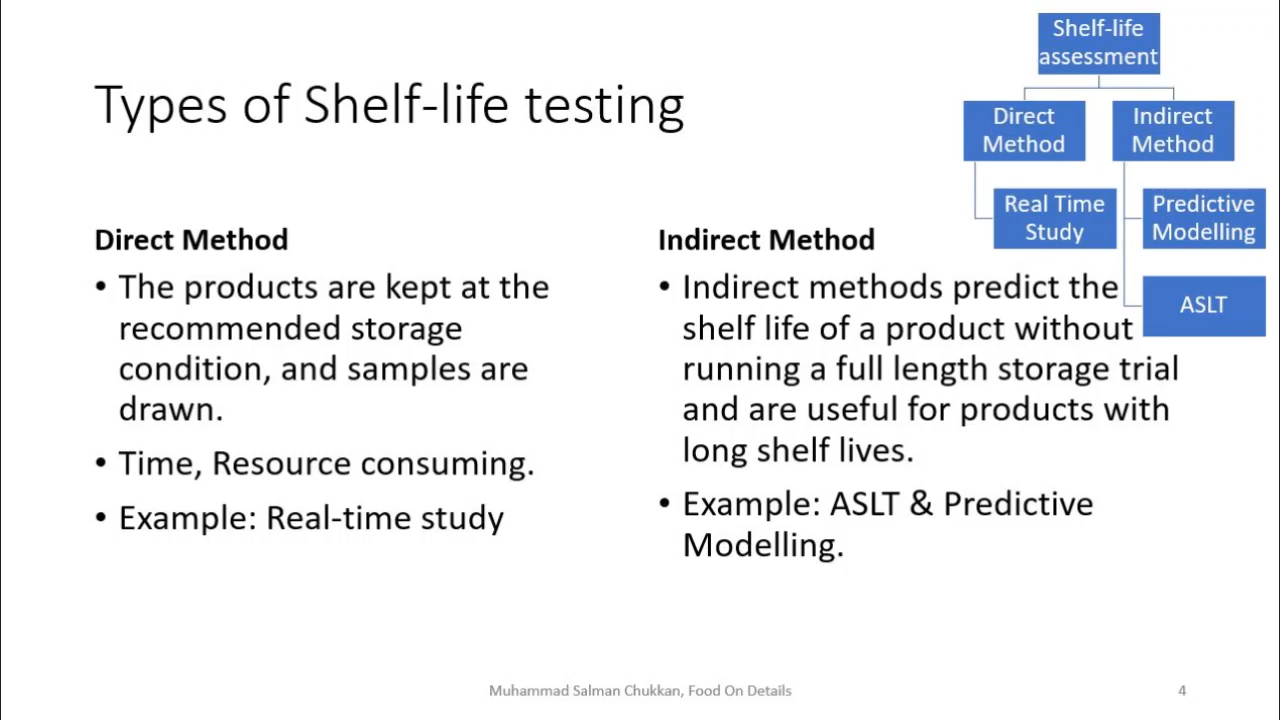 Types of Shelf-life testing
Shelf-life
assessment
Direct
Method
Indirect
Method
Real Time
Study
Predictive
Modelling
ASLT
Direct Method
• The products are kept at the
recommended storage
condition, and samples are
drawn.
• Time, Resource consuming.
• Example: Real-time study
Indirect Method
• Indirect methods predict the
shelf life of a product without
running a full length storage trial
and are useful for products with
long shelf lives.
• Example: ASLT & Predictive
Modelling.
Muhammad Salman Chukkan, Food On Details
4